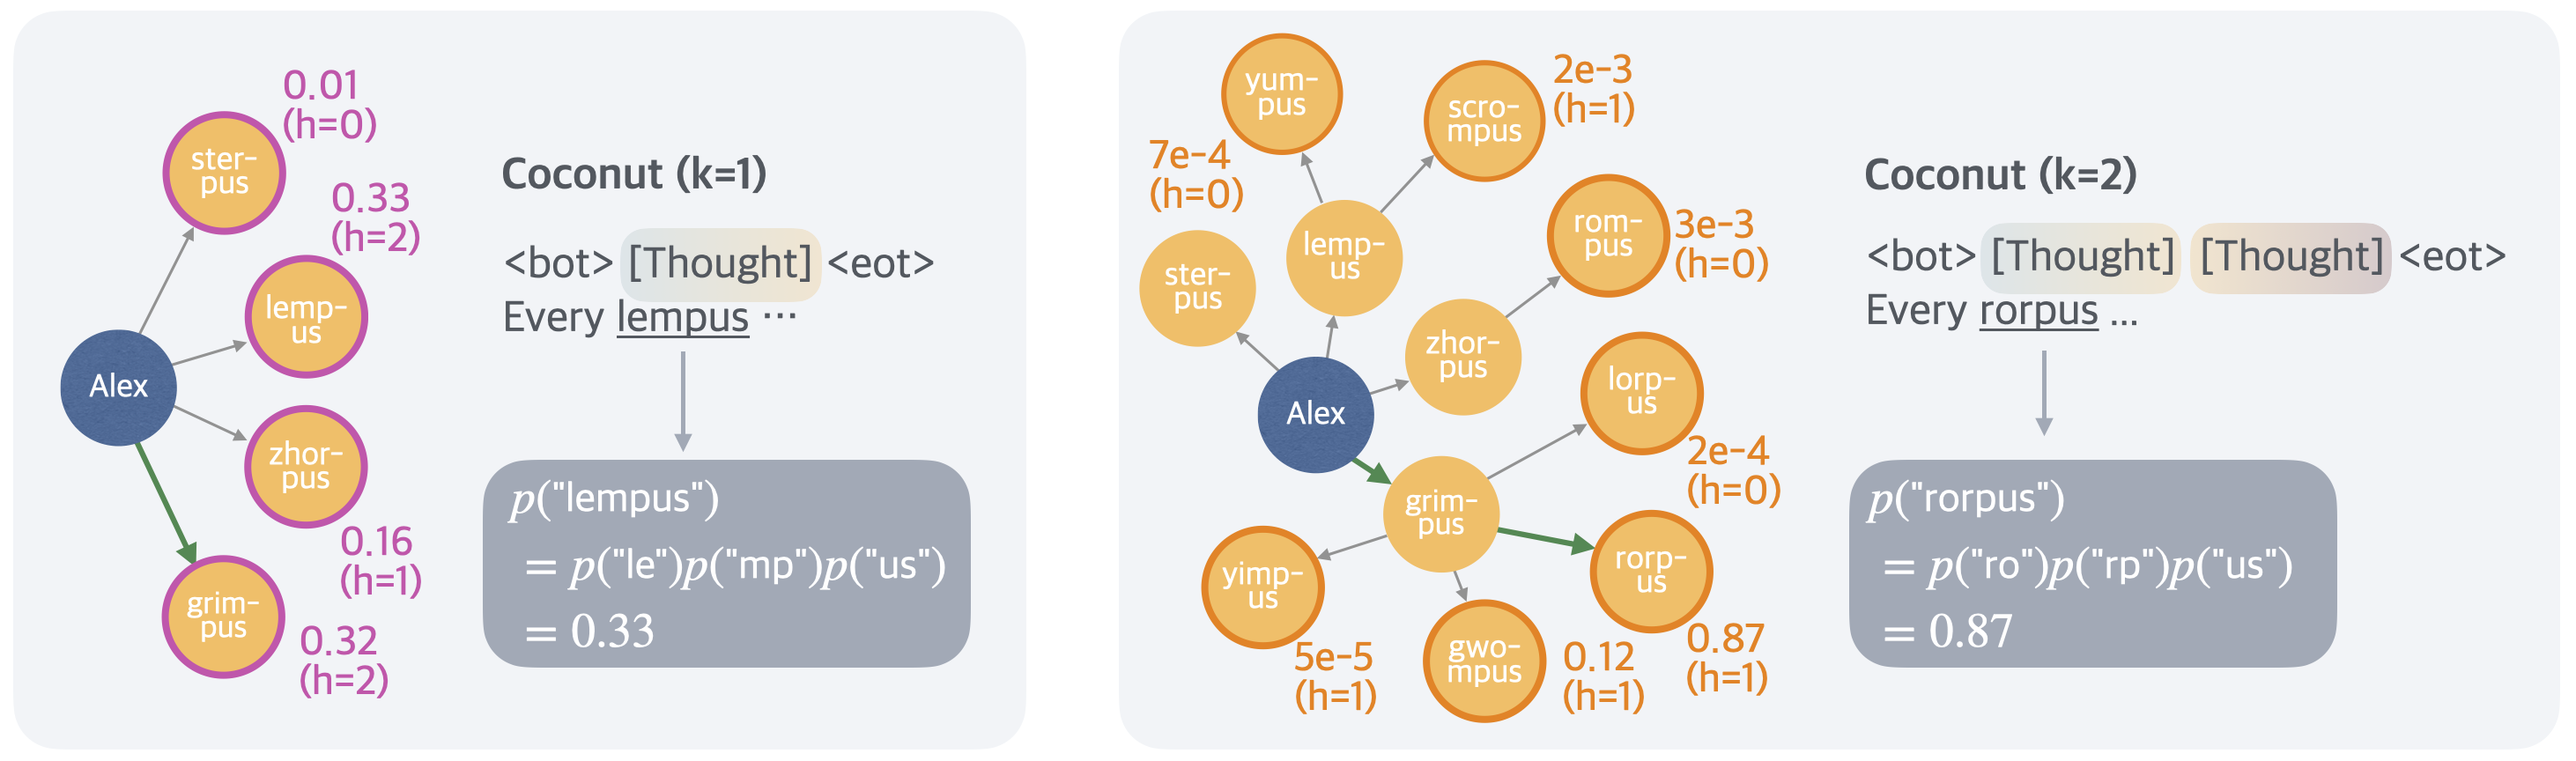 0.01
(h=0)
ster-
pus
0.33
(h=2)
lemp-
us
Alex
zhor-
pus
0.16
(h=1)
grim-
pus
0.32
(h=2)
Coconut (k=1)
<bot> [Thought] <eot>
Every lempus ···
p("lempus")
= p("le")p("mp")p("us")
= 0.33
yum-
pus
7e-4
(h=0)
scro-
mpus
2e-3
(h=1)
ster-
pus
lemp-
us
rom-
pus
3e-3
(h=0)
zhor-
pus
Alex
lorp-
us
2e-4
(h=0)
grim-
pus
yimp-
us
5e-5
(h=1)
gwo-
mpus
0.12
(h=1)
rorp-
us
0.87
(h=1)
Coconut (k=2)
<bot> [Thought] [Thought] <eot>
Every rorpus ...
p("rorpus")
= p("ro")p("rp")p("us")
= 0.87